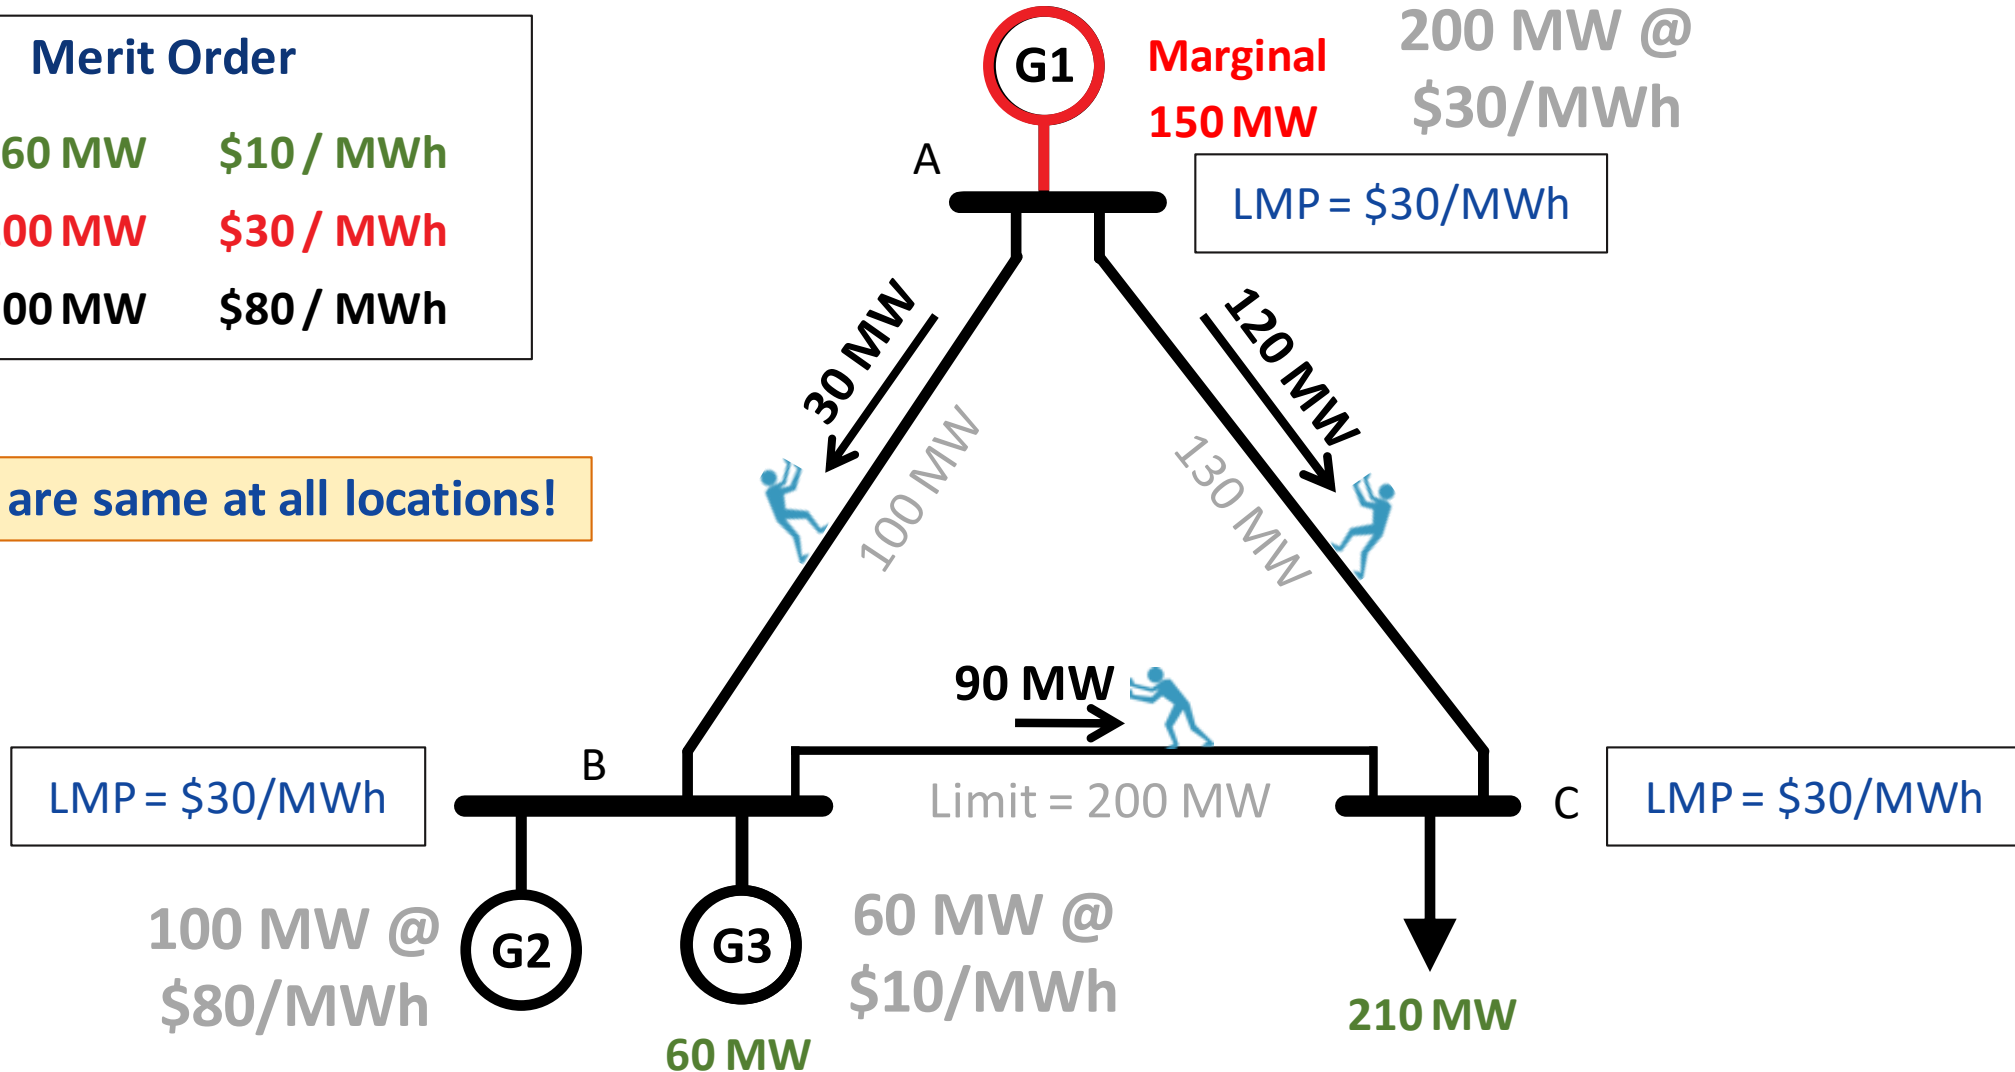 Merit Order
60 MW $10 / MWh
00 MW $30 / MWh
00 MW $80 / MWh
are same at all locations!
G1
Marginal
150 MW
200 MW @
$30/MWh
A
LMP = $30/MWh
30 MW
100 MW
120 MW
130 MW
90 MW
Limit = 200 MW
B
LMP = $30/MWh
C
LMP = $30/MWh
100 MW @
$80/MWh
G2
G3
60 MW @
$10/MWh
60 MW
210 MW